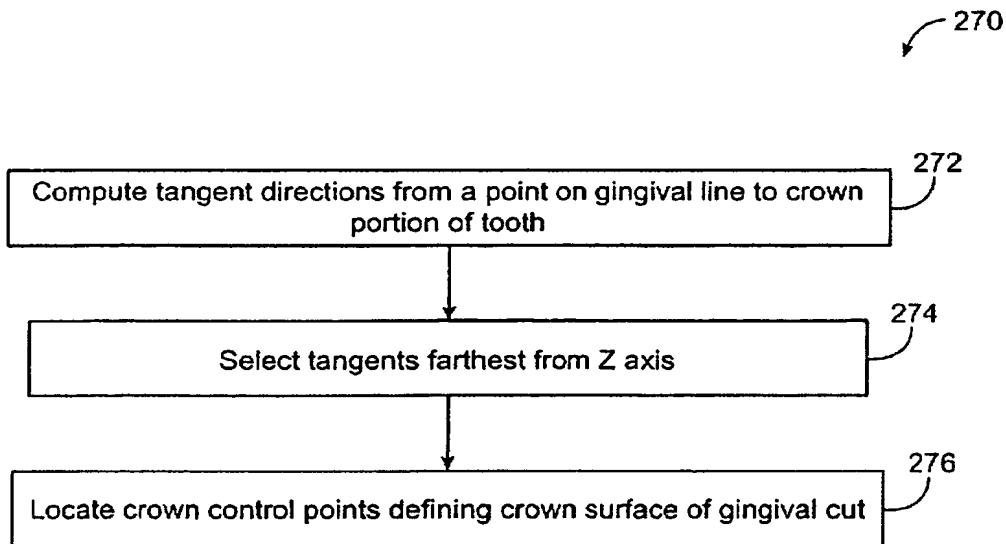 270
272
Compute tangent directions from a point on gingival line to crown
portion of tooth
274
Select tangents farthest from Z axis
276
Locate crown control points defining crown surface of gingival cut